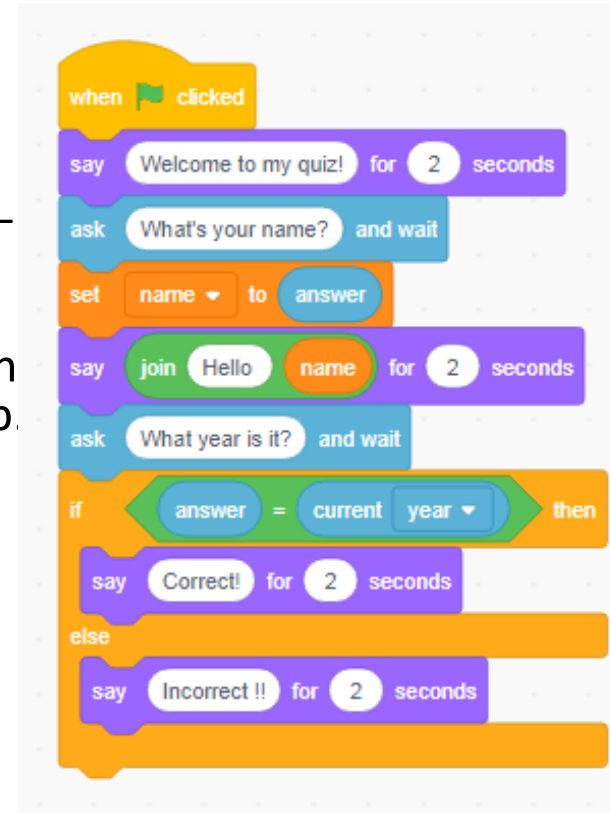 when clicked
say Welcome to my quiz! for 2 seconds
ask What's your name? and wait
set name to answer
say join Hello name for 2 seconds
ask What year is it? and wait
if answer = current year then
say Correct! for 2 seconds
else
say Incorrect !! for 2 seconds